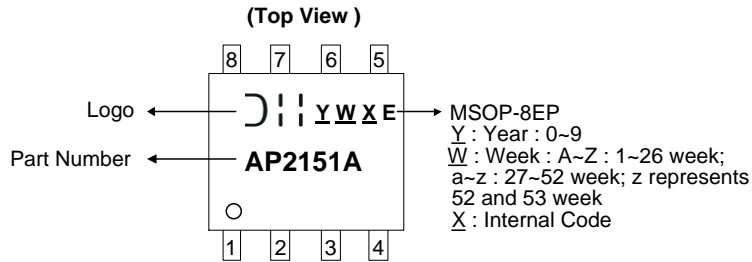 (Top View )
8 7 6 5
Logo
Y W X E
MSOP-8EP
Y : Year : 0~9
Part Number
AP2151A
W : Week : A~Z : 1~26 week;
a~z : 27~52 week; z represents
52 and 53 week
X : Internal Code
1 2 3 4